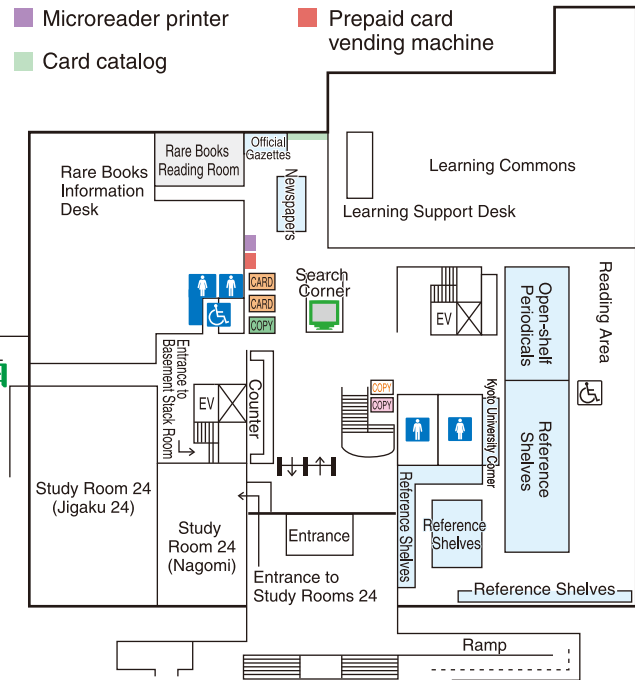 Microreader printer
Prepaid card
vending machine
Card catalog
Rare Books
Information
Desk
Rare Books
Reading Room
Official
Gazettes
Newspapers
Learning Commons
Learning Support Desk
Search
Corner
CARD
CARD
COPY
EV
Open-shelf
Periodicals
Reading Area
Entrance to
Basement Stack Room
EV
Counter
COPY
COPY
Kyoto University Corner
Reference
Shelves
Study Room 24
(Jigaku 24)
Study
Room 24
(Nagomi)
Entrance
Reference Shelves
Reference
Shelves
Entrance to
Study Rooms 24
Reference Shelves
Ramp